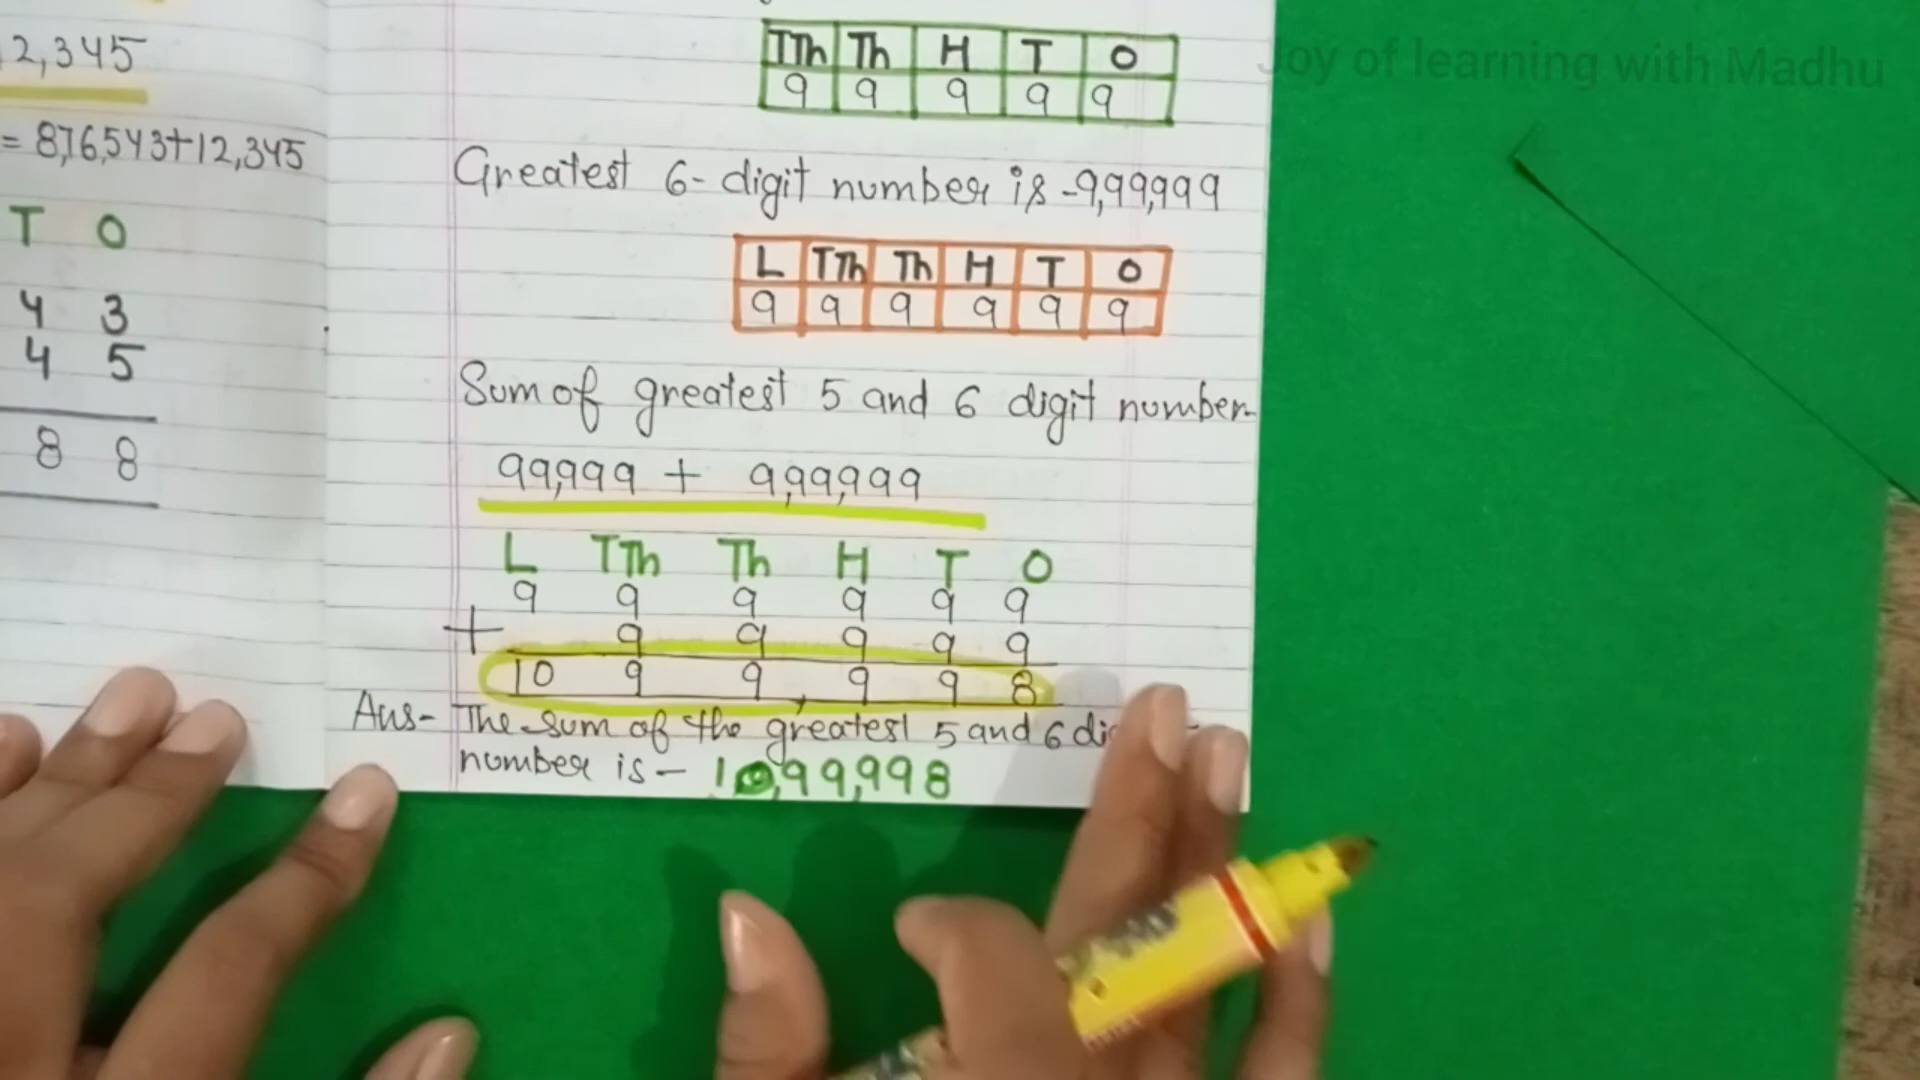 2,345
= 8,76,543+12,345
T O
4 3
4 5
8 8
TTh Th H T O
9 9 9 9 9
Greatest 6-digit number is -9,99,999
L TTh Th H T O
9 9 9 9 9 9
Sum of greatest 5 and 6 digit number-
99,999 + 9,99,999
L TTh Th H T O
9 9 9 9 9 9
+ 9 9 9 9 9
10 9 9, 9 9 8
Ans- The sum of the greatest 5 and 6
number is - 10,99,998
Joy of learning with Madhu